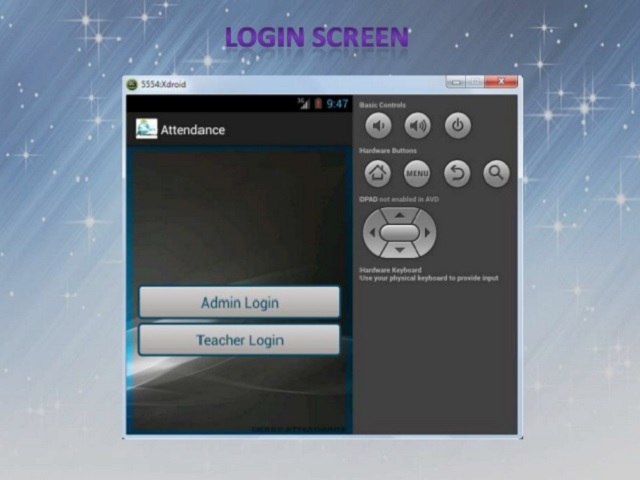 LOGIN SCREEN
5554:Xdroid
3G 9:47
Attendance
Admin Login
Teacher Login
Basic Controls
Hardware Buttons
MENU
DPAD not enabled in AVD
Hardware Keyboard
Use your physical keyboard to provide input